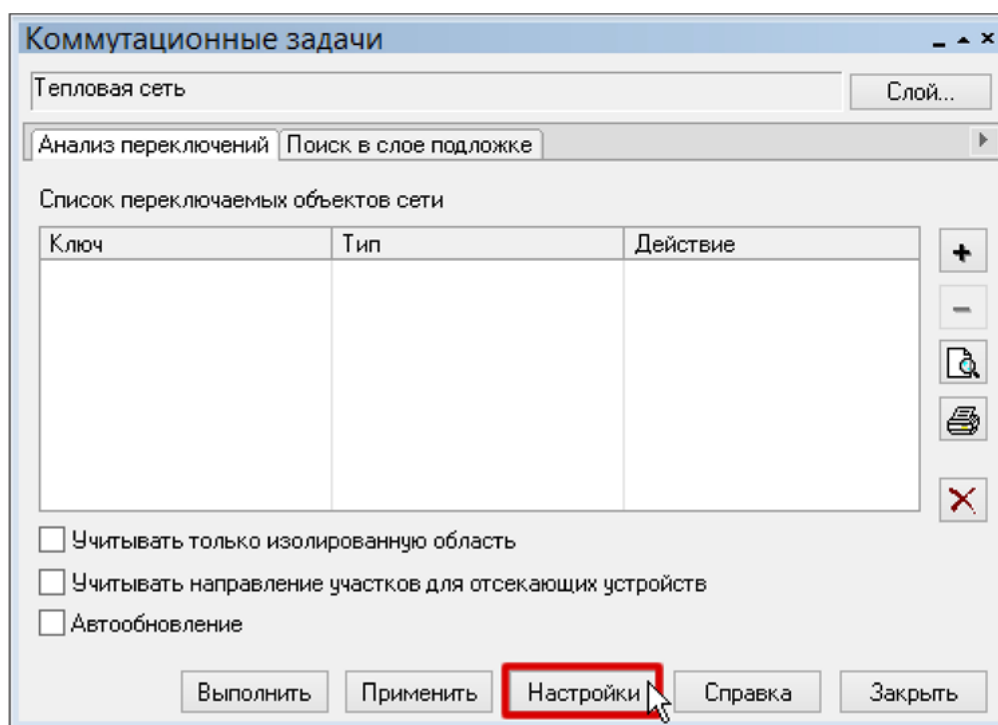 Коммутационные задачи
Тепловая сеть
Слой...
Анализ переключений Поиск в слое подложке
Список переключаемых объектов сети
Ключ Тип Действие
Учитывать только изолированную область
Учитывать направление участков для отсекающих устройств
Автообновление
Выполнить Применить Настройки Справка Закрыть